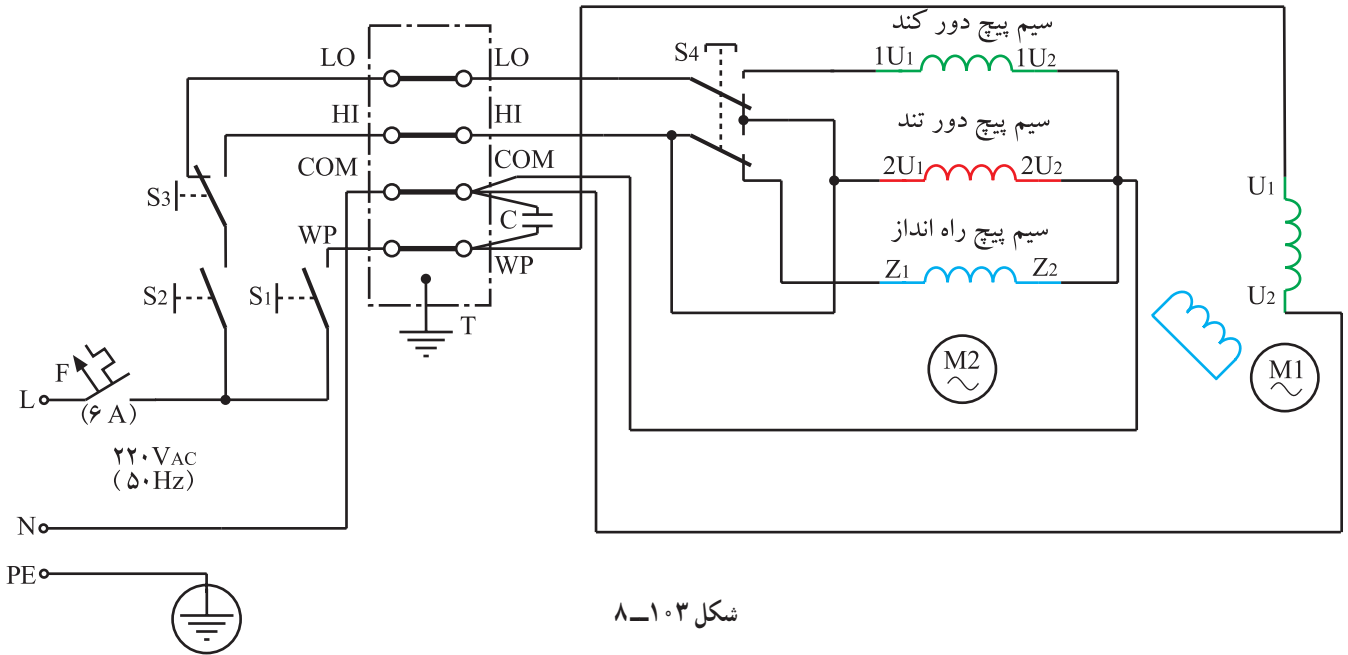 سیم پیچ دور کند
S4
1U1
1U2
LO
LO
HI
HI
سیم پیچ دور تند
COM
COM
2U1
2U2
S3
U1
C
WP
WP
سیم پیچ راه انداز
Z1
Z2
S2
S1
U2
T
M2
M1
F
L
(۶ A)
۲۲۰VAC
(۵۰Hz)
N
PE
شکل ۱۰۳ــ۸